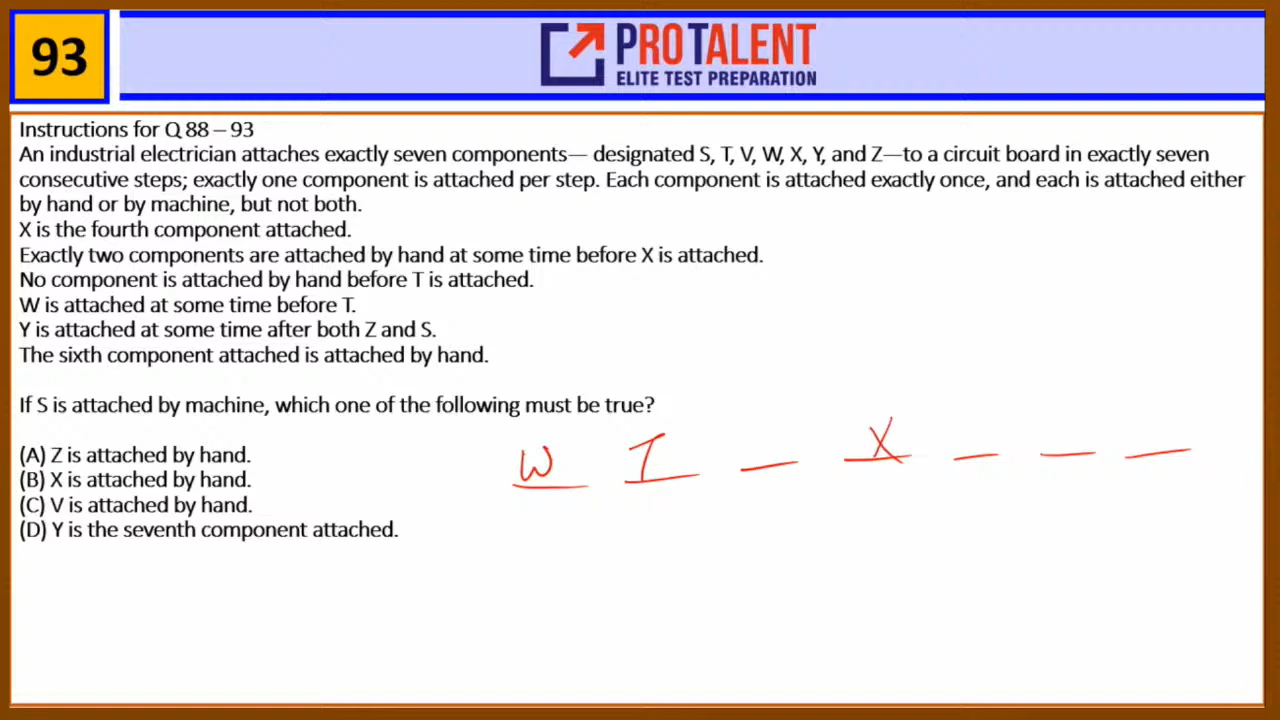 93
PROTALENT
ELITE TEST PREPARATION
Instructions for Q 88 – 93
An industrial electrician attaches exactly seven components— designated S, T, V, W, X, Y, and Z—to a circuit board in exactly seven
consecutive steps; exactly one component is attached per step. Each component is attached exactly once, and each is attached either
by hand or by machine, but not both.
X is the fourth component attached.
Exactly two components are attached by hand at some time before X is attached.
No component is attached by hand before T is attached.
W is attached at some time before T.
Y is attached at some time after both Z and S.
The sixth component attached is attached by hand.
If S is attached by machine, which one of the following must be true?
(A) Z is attached by hand.
(B) X is attached by hand.
(C) V is attached by hand.
(D) Y is the seventh component attached.
W T X